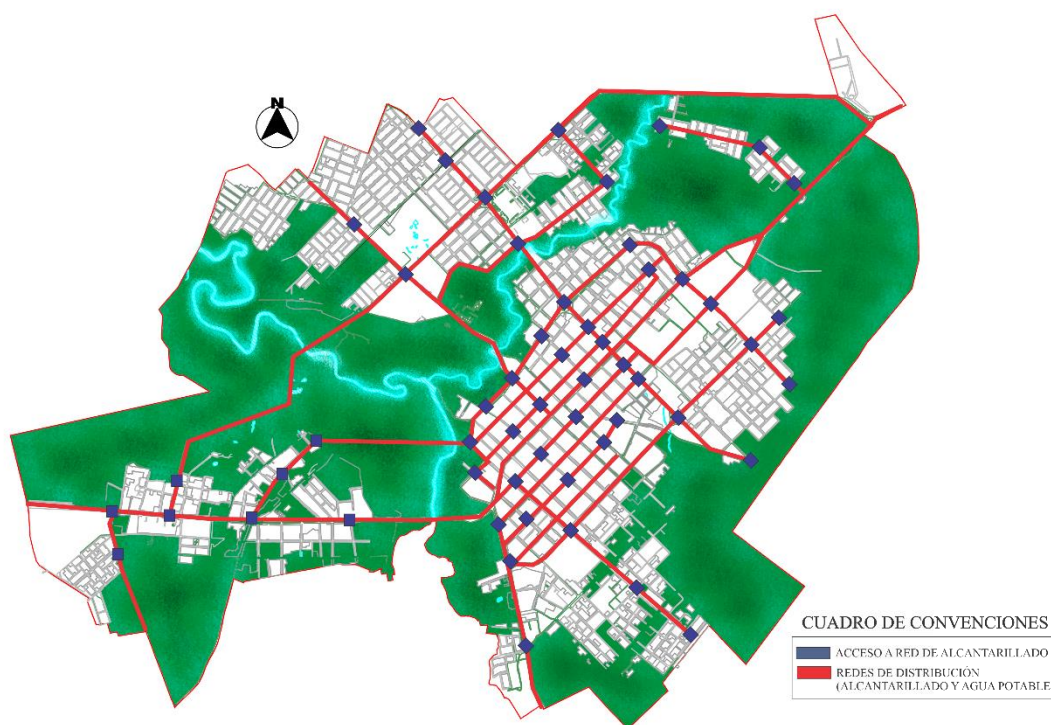 N
CUADRO DE CONVENCIONES
ACCESO A RED DE ALCANTARILLADO
REDES DE DISTRIBUCIÓN
(ALCANTARILLADO Y AGUA POTABLE